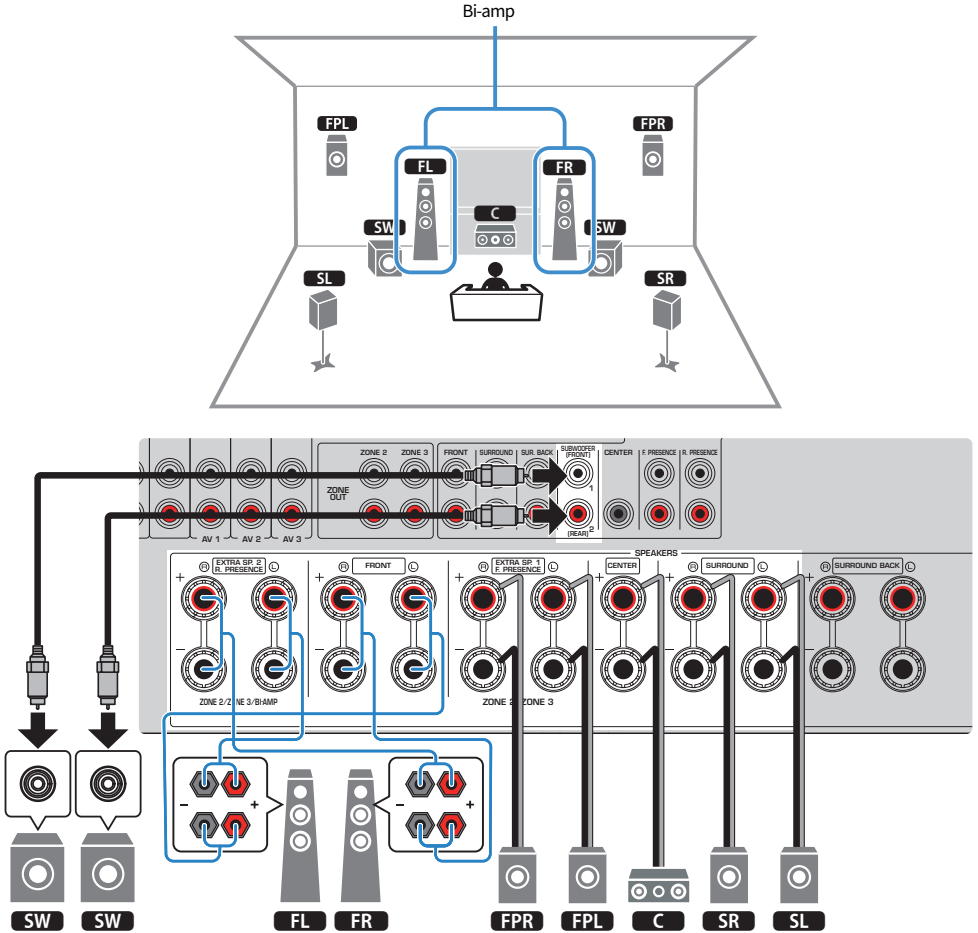 Bi-amp
FPL
FPR
FL
FR
C
SW
SW
SL
SR
ZONE 2
ZONE 3
FRONT
SURROUND
SUR. BACK
SUBWOOFER
(FRONT)
CENTER
F. PRESENCE
R. PRESENCE
1
ZONE
OUT
2
(REAR)
AV 1
AV 2
AV 3
SPEAKERS
R
EXTRA SP. 2
R. PRESENCE
L
R
FRONT
L
R
EXTRA SP. 1
F. PRESENCE
L
CENTER
R
SURROUND
L
R
SURROUND BACK
L
+
+
+
+
+
+
–
–
–
–
–
–
ZONE 2/ZONE 3/BI-AMP
ZONE 2
ZONE 3
– +
– +
SW
SW
FL
FR
FPR
FPL
C
SR
SL